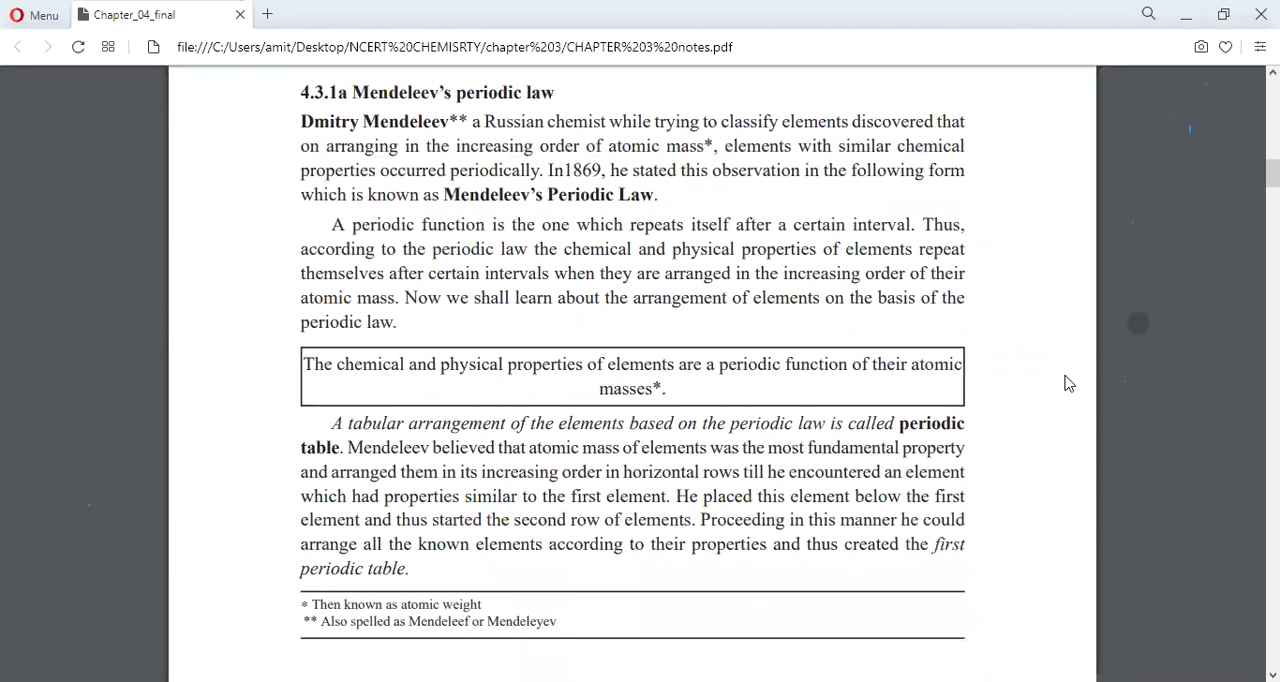 Menu
Chapter_04_final
file:///C:/Users/amit/Desktop/NCERT%20CHEMISRTY/chapter%203/CHAPTER%203%20notes.pdf
4.3.1a Mendeleev's periodic law
Dmitry Mendeleev** a Russian chemist while trying to classify elements discovered that
on arranging in the increasing order of atomic mass*, elements with similar chemical
properties occurred periodically. In1869, he stated this observation in the following form
which is known as Mendeleev's Periodic Law.
A periodic function is the one which repeats itself after a certain interval. Thus,
according to the periodic law the chemical and physical properties of elements repeat
themselves after certain intervals when they are arranged in the increasing order of their
atomic mass. Now we shall learn about the arrangement of elements on the basis of the
periodic law.
The chemical and physical properties of elements are a periodic function of their atomic
masses*.
A tabular arrangement of the elements based on the periodic law is called periodic
table. Mendeleev believed that atomic mass of elements was the most fundamental property
and arranged them in its increasing order in horizontal rows till he encountered an element
which had properties similar to the first element. He placed this element below the first
element and thus started the second row of elements. Proceeding in this manner he could
arrange all the known elements according to their properties and thus created the first
periodic table.
* Then known as atomic weight
** Also spelled as Mendeleef or Mendeleyev